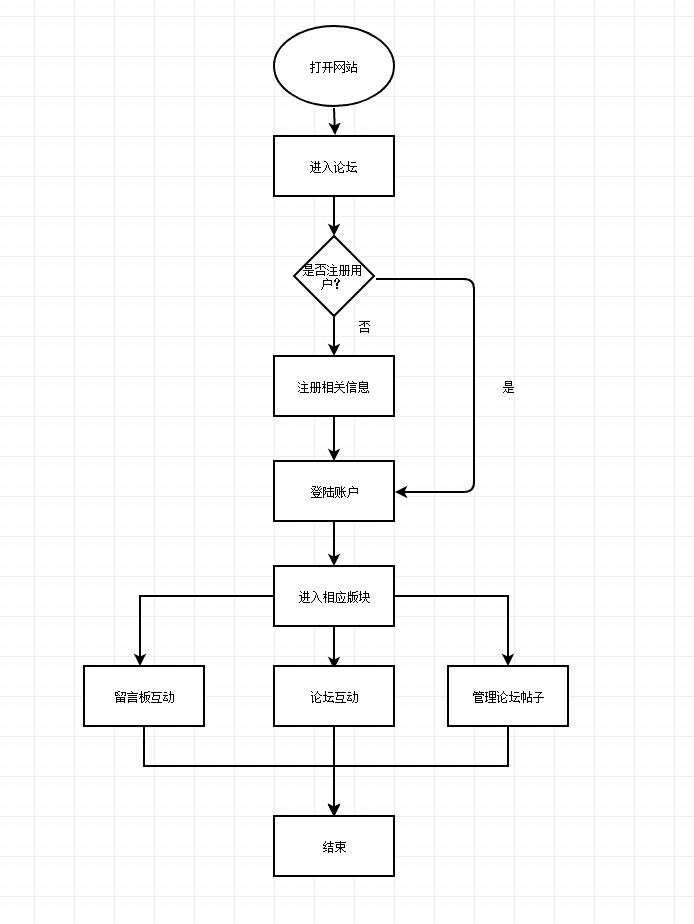 打开网站
进入论坛
是否注册用
户？
否
注册相关信息
是
登陆账户
进入相应版块
留言板互动
论坛互动
管理论坛帖子
结束